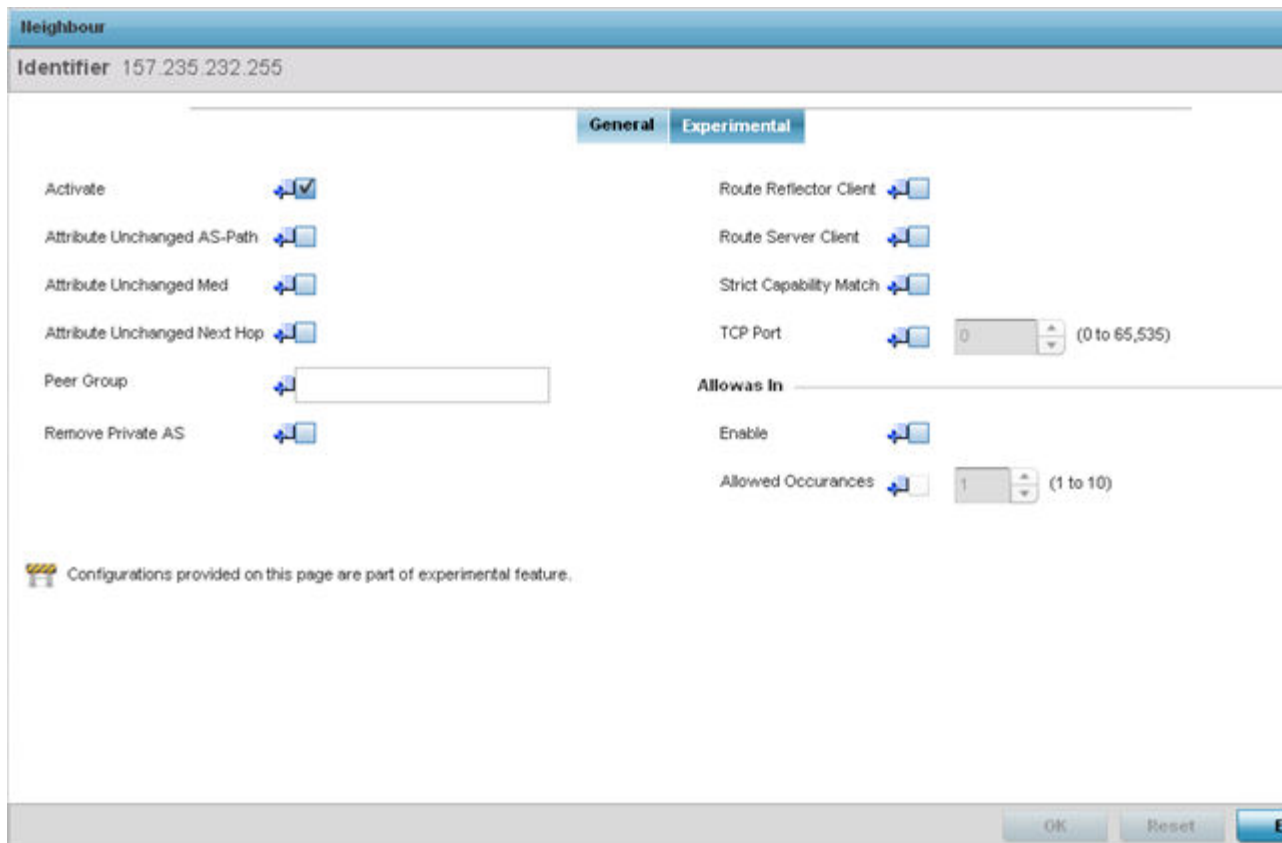 Neighbour
Identifier 157.235.232.255
General Experimental
Activate
Attribute Unchanged AS-Path
Attribute Unchanged Med
Attribute Unchanged Next Hop
Peer Group
Remove Private AS
Route Reflector Client
Route Server Client
Strict Capability Match
TCP Port 0 (0 to 65,535)
Allowas In
Enable
Allowed Occurances 1 (1 to 10)
Configurations provided on this page are part of experimental feature.
OK Reset